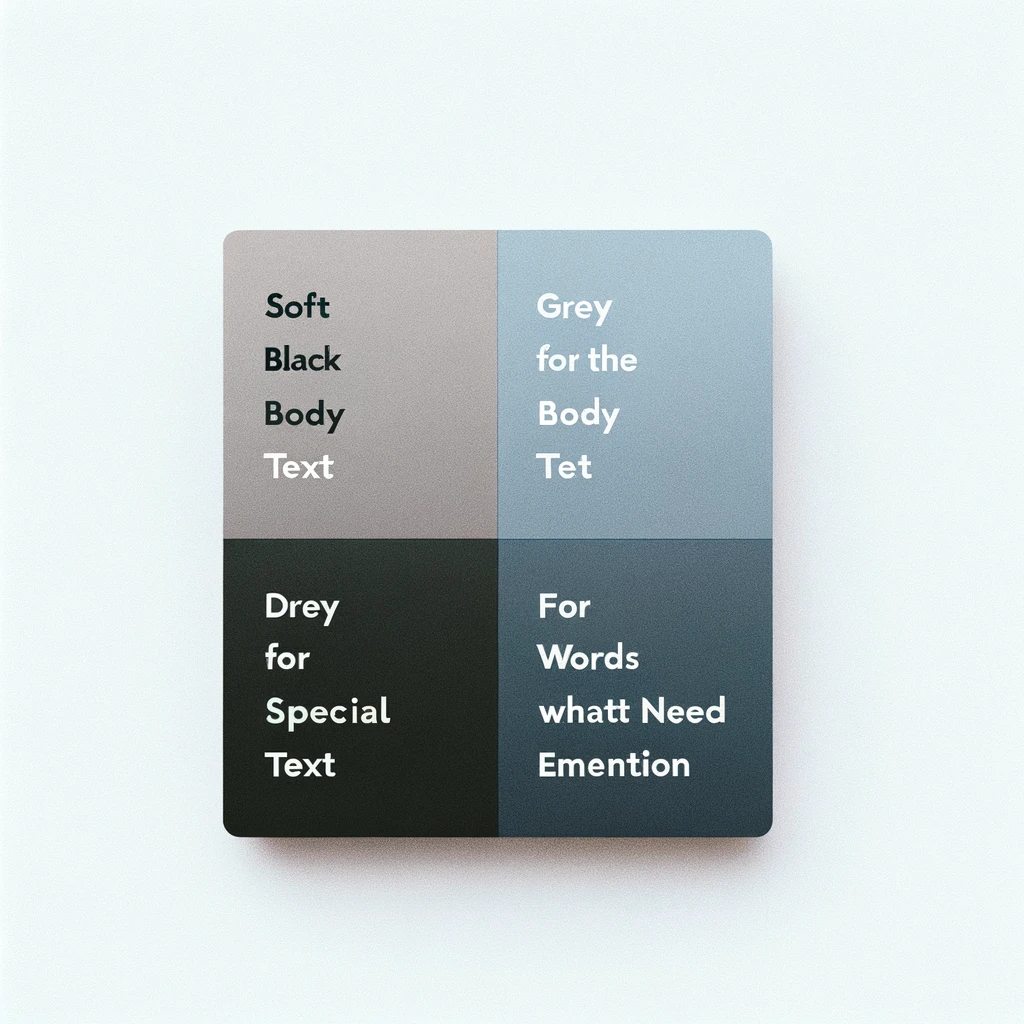 Soft
Black
Body
Text
Grey
for the
Body
Tet
Drey
for
Special
Text
For
Words
whatt Need
Emention